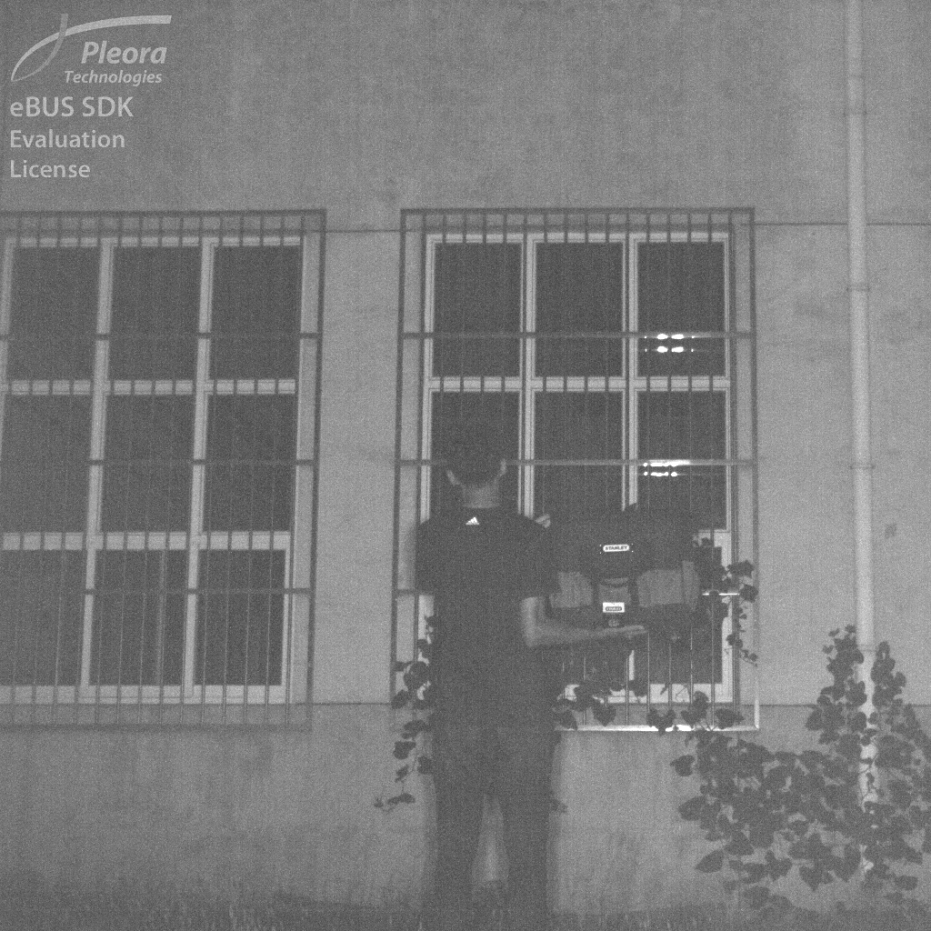 Pleora
Technologies
eBUS SDK
Evaluation
License
STANLEY